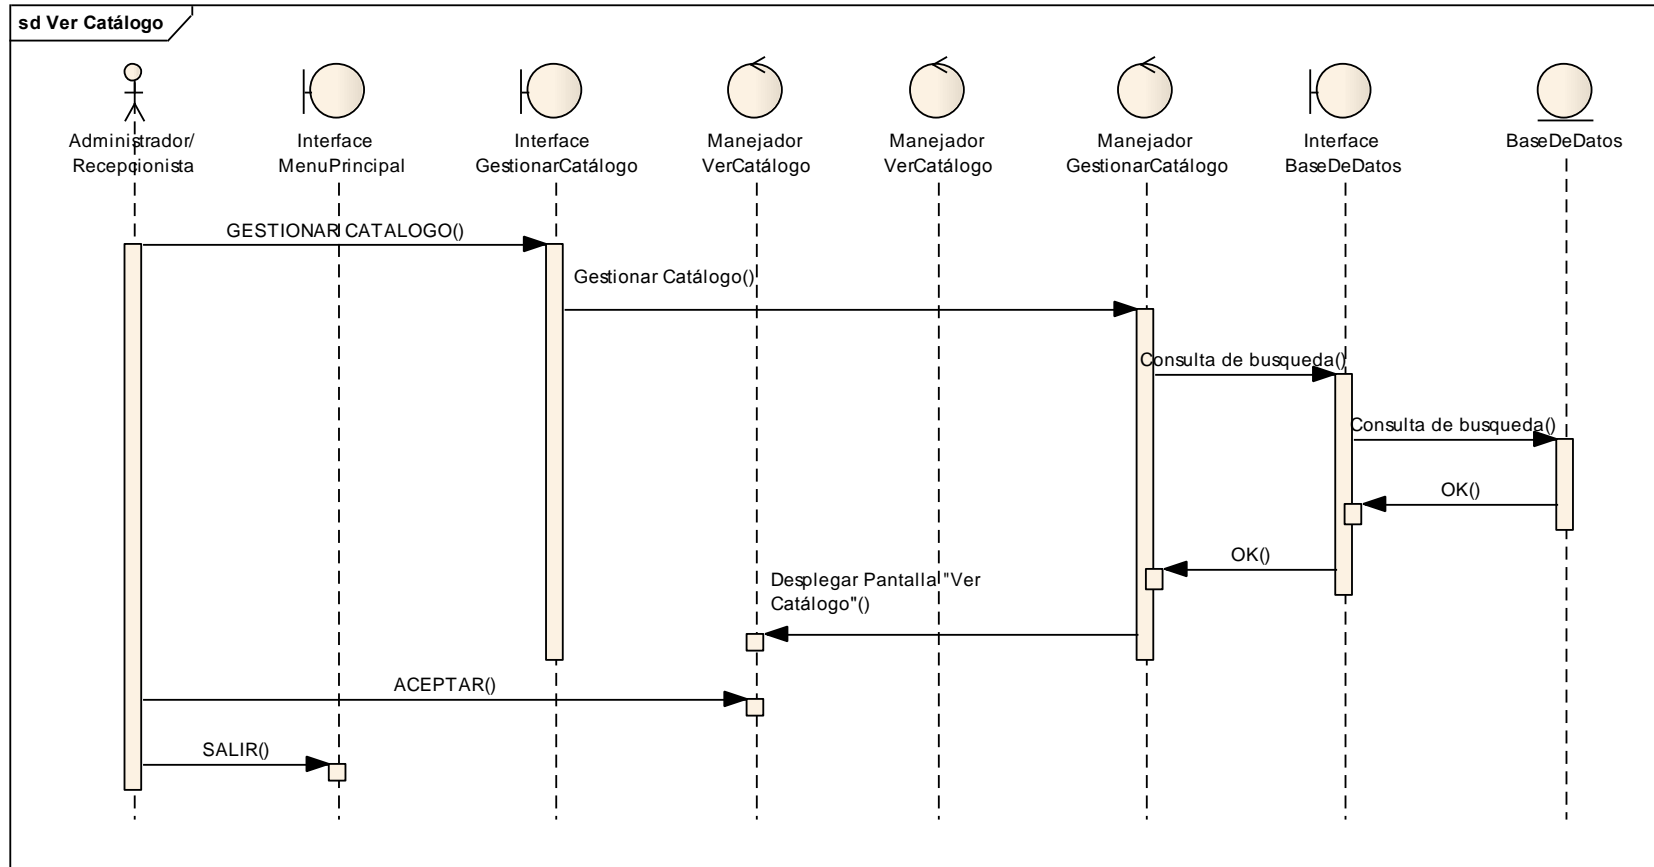 sd Ver Catálogo
Administrador/
Recepcionista
Interface
MenuPrincipal
Interface
GestionarCatálogo
Manejador
VerCatálogo
Manejador
VerCatálogo
Manejador
GestionarCatálogo
Interface
BaseDeDatos
BaseDeDatos
GESTIONAR CATALOGO()
Gestionar Catálogo()
Consulta de busqueda()
Consulta de busqueda()
OK()
OK()
Desplegar Pantalla "Ver
Catálogo"()
ACEPTAR()
SALIR()